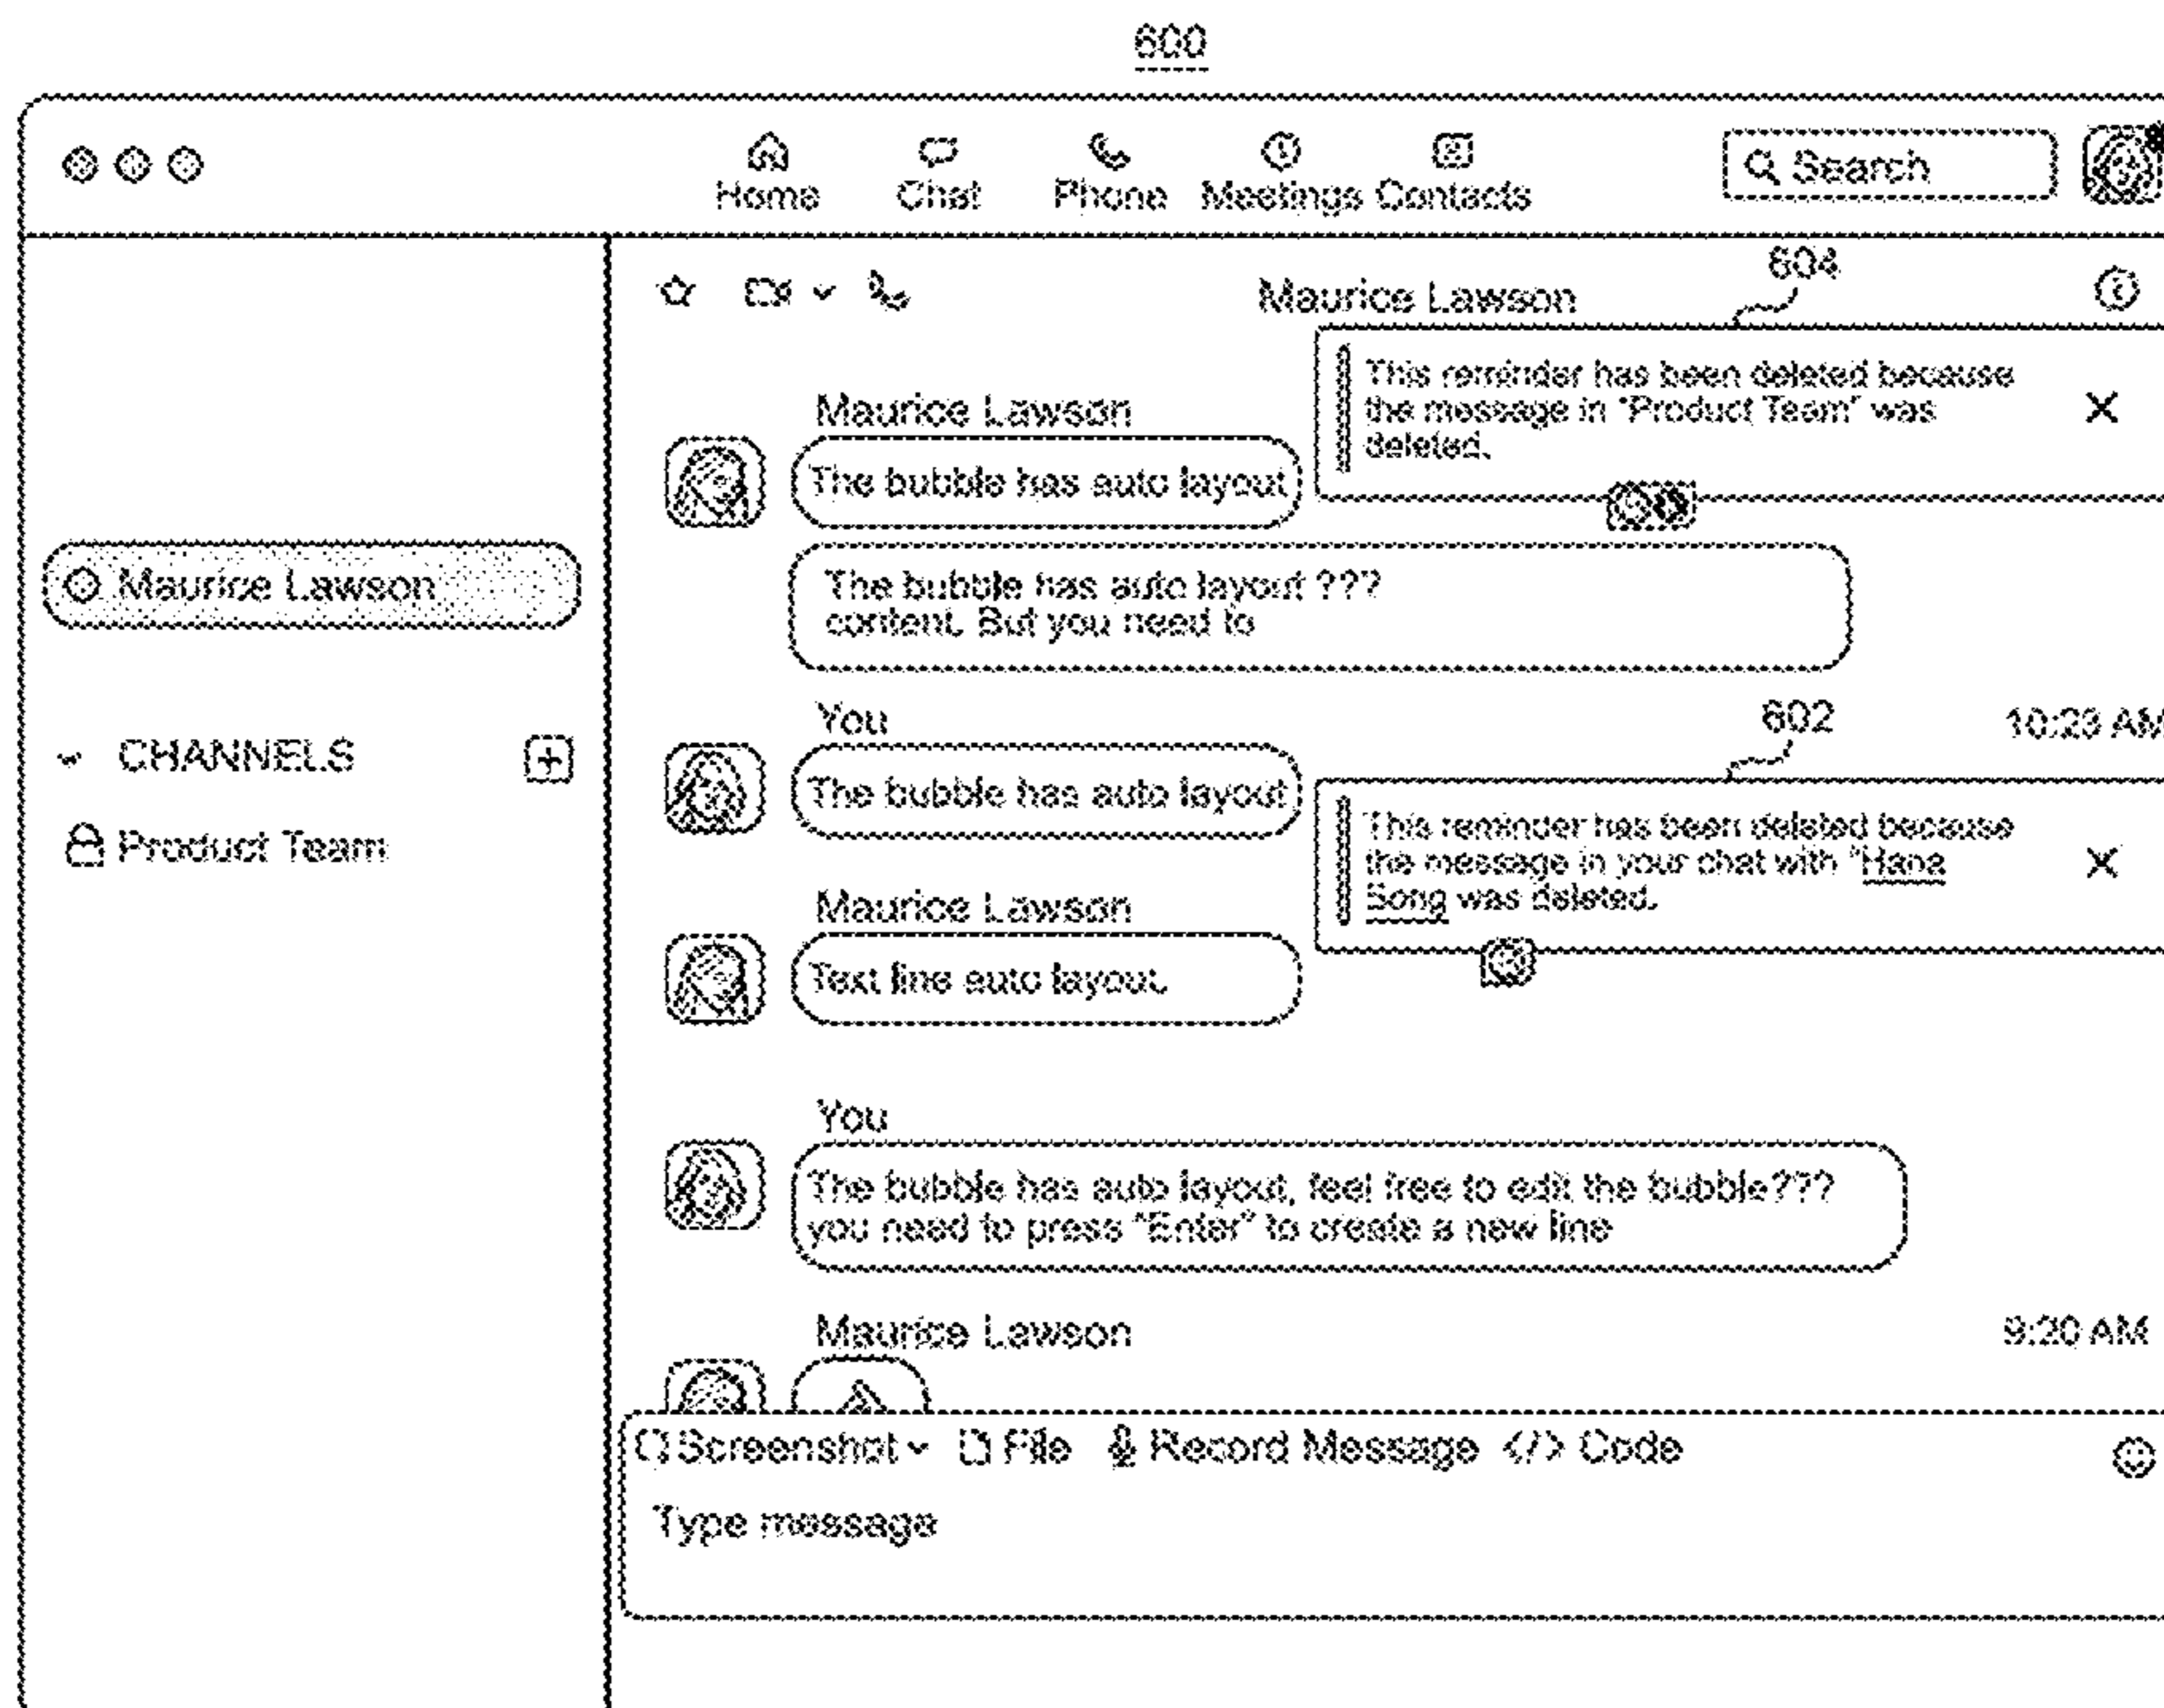 600
Home Chat Phone Meetings Contacts
Search
604
Maurice Lawson
This reminder has been deleted because
the message in "Product Team" was
deleted.
Maurice Lawson
The bubble has auto layout
The bubble has auto layout ???
content. But you need to
Maurice Lawson
CHANNELS
Product Team
You
602
10:23 AM
The bubble has auto layout
This reminder has been deleted because
the message in your chat with "Hana
Song was deleted.
Maurice Lawson
Text line auto layout.
You
The bubble has auto layout, feel free to edit the bubble???
you need to press "Enter" to create a new line
Maurice Lawson
9:20 AM
Screenshot File Record Message </> Code
Type message